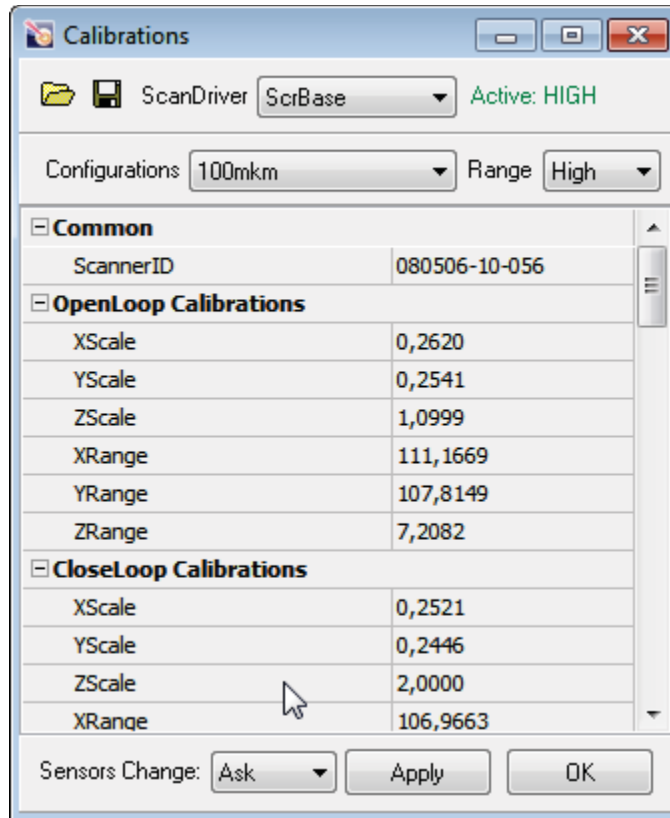 Calibrations
ScanDriver ScrBase Active: HIGH
Configurations 100mkm Range High
Common
ScannerID 080506-10-056
OpenLoop Calibrations
XScale 0,2620
YScale 0,2541
ZScale 1,0999
XRange 111,1669
YRange 107,8149
ZRange 7,2082
CloseLoop Calibrations
XScale 0,2521
YScale 0,2446
ZScale 2,0000
XRange 106,9663
Sensors Change: Ask Apply OK